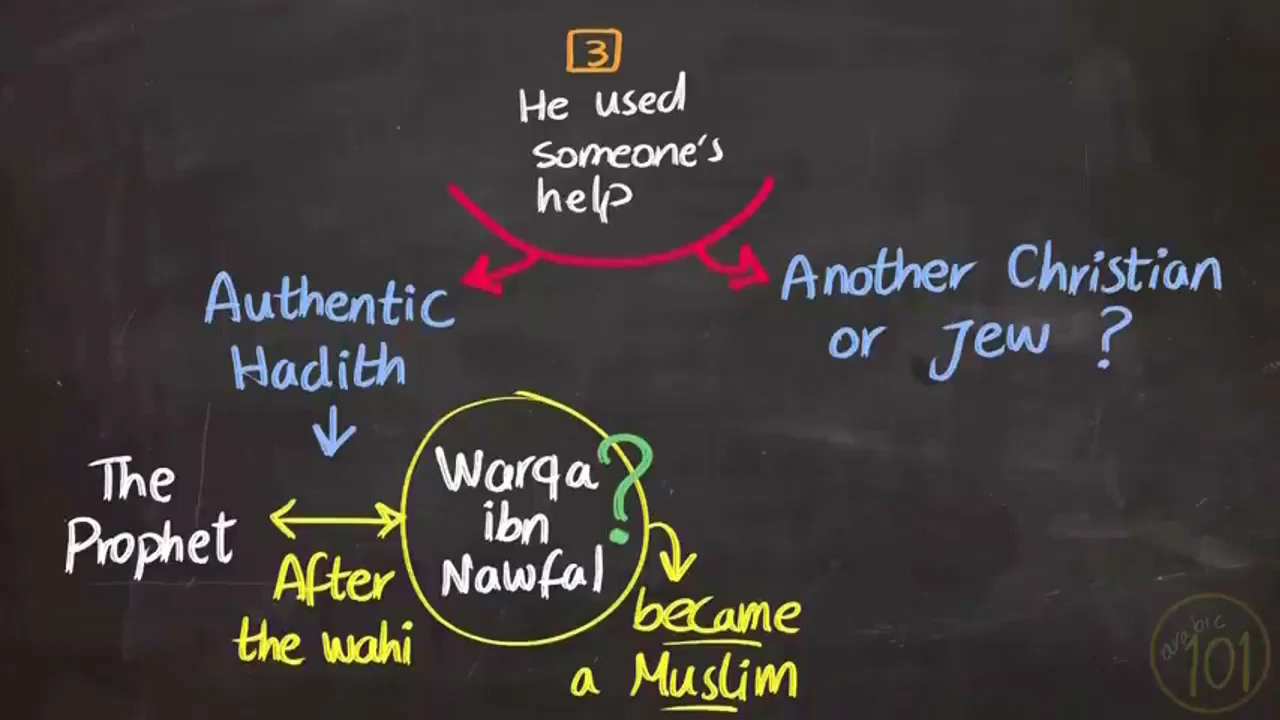 3
He used
someone's
help
Authentic
Hadith
Another Christian
or Jew ?
The
Prophet
After
the wahi
Warqa
ibn
Nawfal
?
became
a Muslim
arabic
101